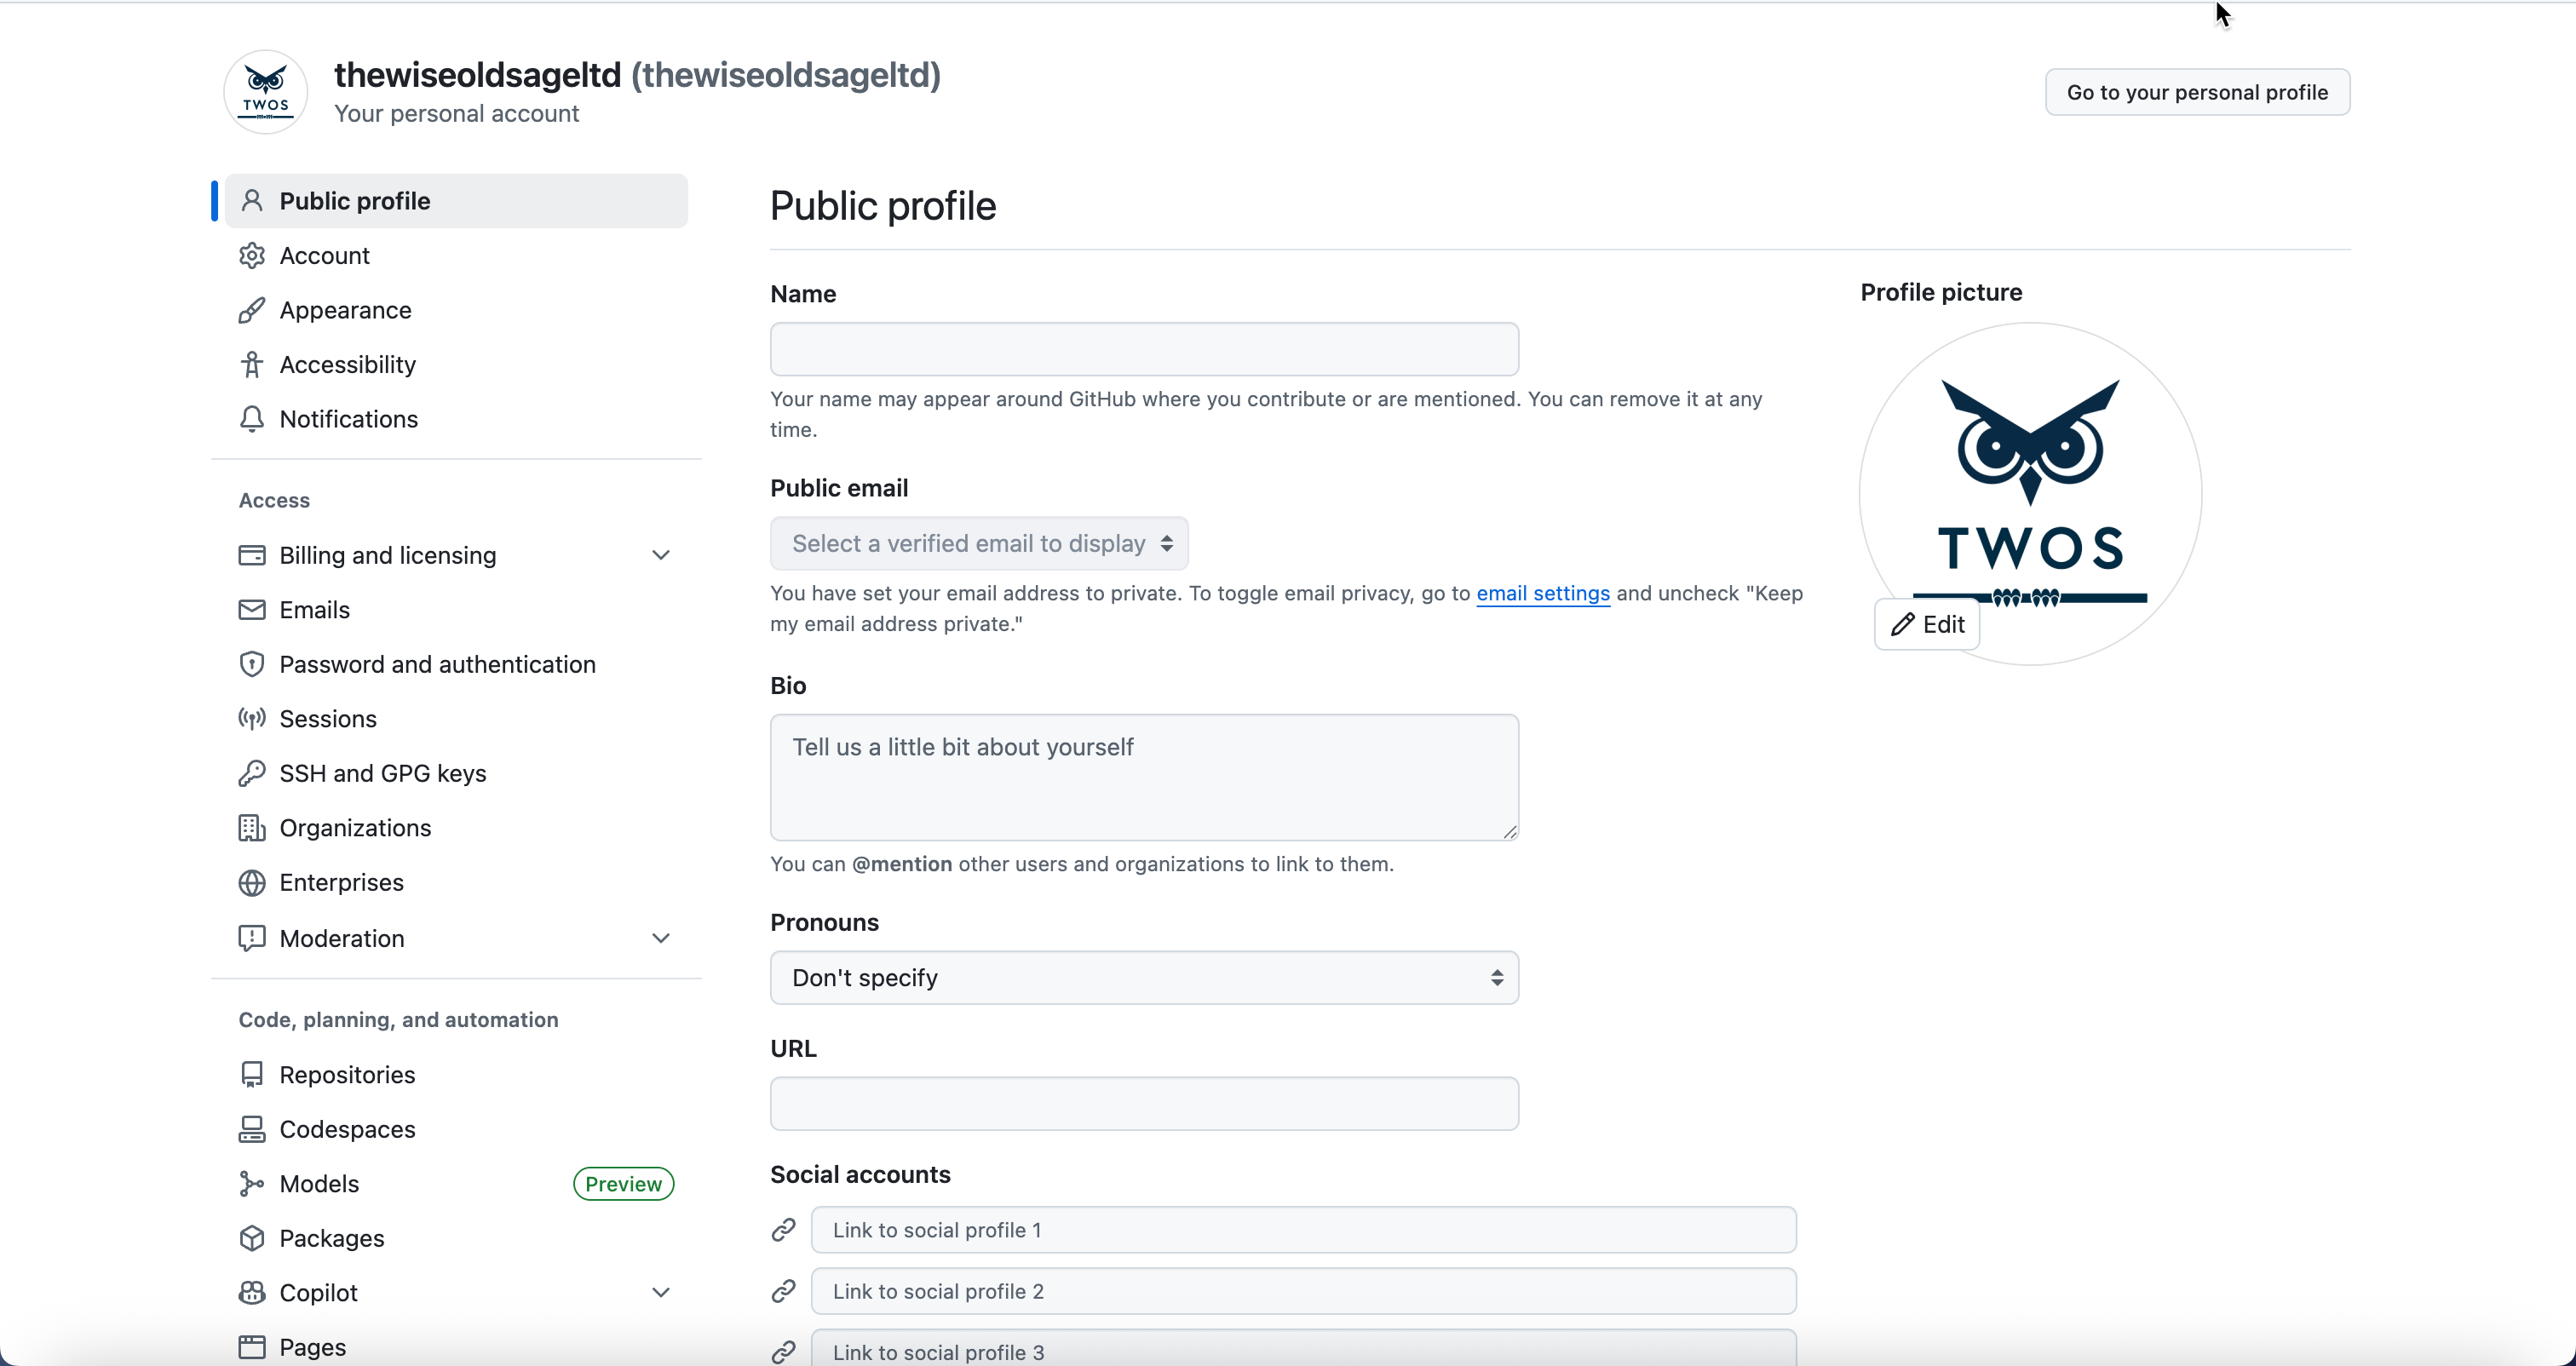 TWOS
thewiseoldsageltd (thewiseoldsageltd)
Your personal account
Go to your personal profile
Public profile
Account
Appearance
Accessibility
Notifications
Access
Billing and licensing
Emails
Password and authentication
Sessions
SSH and GPG keys
Organizations
Enterprises
Moderation
Code, planning, and automation
Repositories
Codespaces
Models Preview
Packages
Copilot
Pages
Public profile
Name
Your name may appear around GitHub where you contribute or are mentioned. You can remove it at any
time.
Public email
Select a verified email to display
You have set your email address to private. To toggle email privacy, go to email settings and uncheck "Keep
my email address private."
Bio
Tell us a little bit about yourself
You can @mention other users and organizations to link to them.
Pronouns
Don't specify
URL
Social accounts
Link to social profile 1
Link to social profile 2
Link to social profile 3
Profile picture
TWOS
Edit